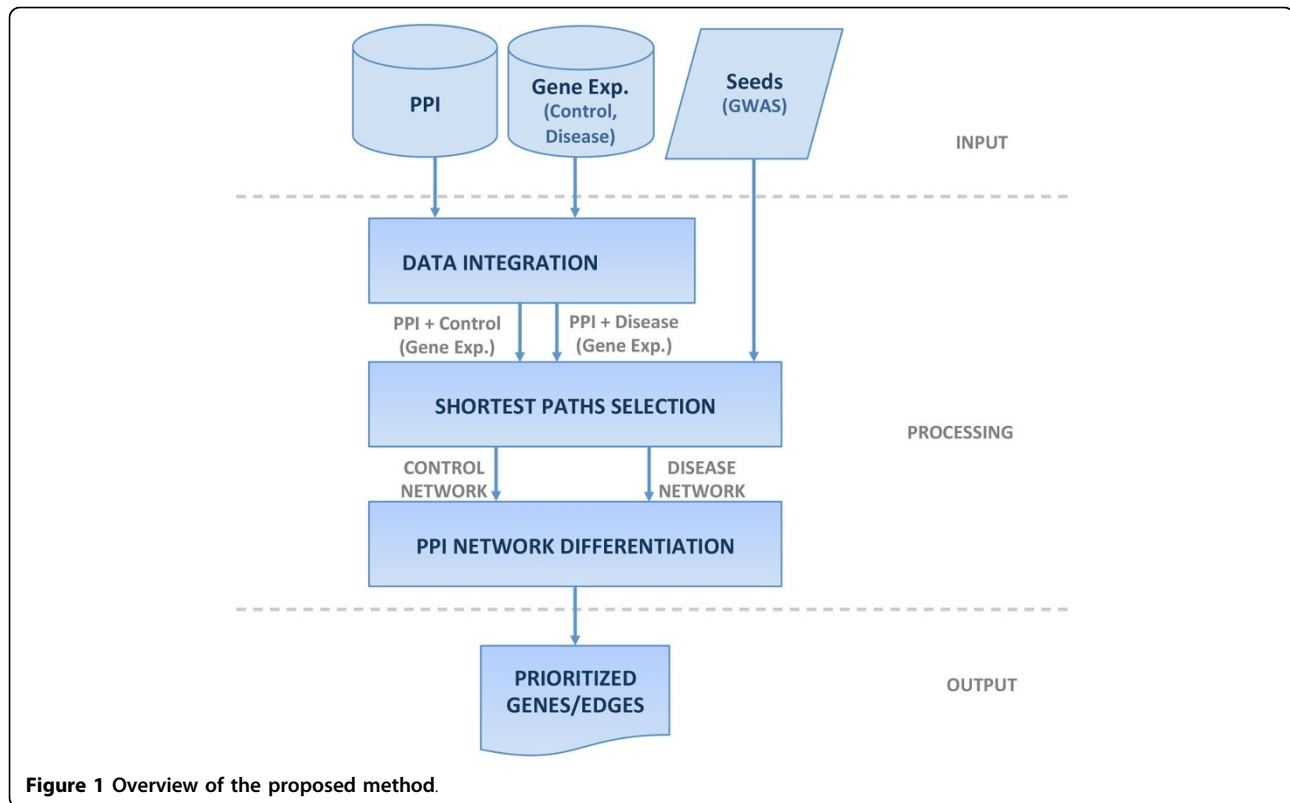 PPI
Gene Exp.
(Control,
Disease)
Seeds
(GWAS)
INPUT
DATA INTEGRATION
PPI + Control
(Gene Exp.)
PPI + Disease
(Gene Exp.)
SHORTEST PATHS SELECTION
PROCESSING
CONTROL
NETWORK
DISEASE
NETWORK
PPI NETWORK DIFFERENTIATION
PRIORITIZED
GENES/EDGES
OUTPUT
Figure 1 Overview of the proposed method.